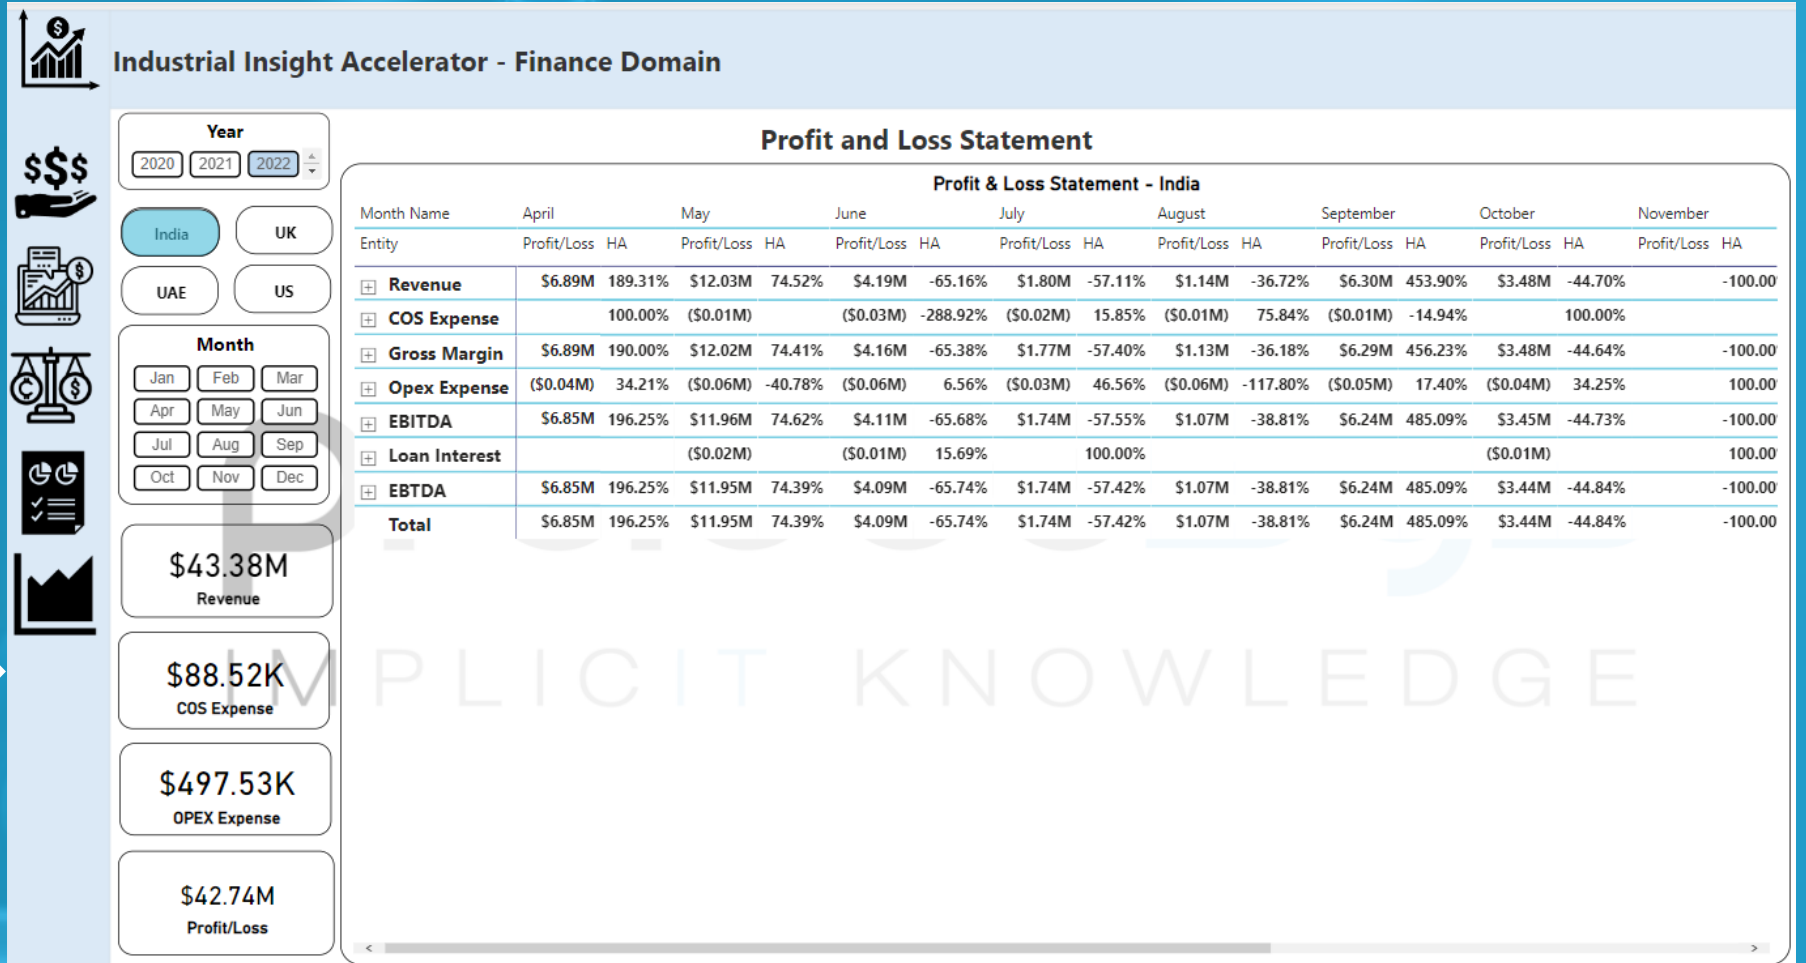 Industrial Insight Accelerator - Finance Domain
Year
2020 2021 2022
India UK
UAE US
Month
Jan Feb Mar
Apr May Jun
Jul Aug Sep
Oct Nov Dec
$43.38M
Revenue
$88.52K
COS Expense
$497.53K
OPEX Expense
$42.74M
Profit/Loss
Profit and Loss Statement
Profit & Loss Statement - India
Month Name April May June July August September October November
Entity Profit/Loss HA Profit/Loss HA Profit/Loss HA Profit/Loss HA Profit/Loss HA Profit/Loss HA Profit/Loss HA Profit/Loss HA
Revenue $6.89M 189.31% $12.03M 74.52% $4.19M -65.16% $1.80M -57.11% $1.14M -36.72% $6.30M 453.90% $3.48M -44.70% -100.00
COS Expense 100.00% ($0.01M) ($0.03M) -288.92% ($0.02M) 15.85% ($0.01M) 75.84% ($0.01M) -14.94% 100.00%
Gross Margin $6.89M 190.00% $12.02M 74.41% $4.16M -65.38% $1.77M -57.40% $1.13M -36.18% $6.29M 456.23% $3.48M -44.64% -100.00
Opex Expense ($0.04M) 34.21% ($0.06M) -40.78% ($0.06M) 6.56% ($0.03M) 46.56% ($0.06M) -117.80% ($0.05M) 17.40% ($0.04M) 34.25% 100.00
EBITDA $6.85M 196.25% $11.96M 74.62% $4.11M -65.68% $1.74M -57.55% $1.07M -38.81% $6.24M 485.09% $3.45M -44.73% -100.00
Loan Interest ($0.02M) ($0.01M) 15.69% 100.00% ($0.01M) 100.00
EBTDA $6.85M 196.25% $11.95M 74.39% $4.09M -65.74% $1.74M -57.42% $1.07M -38.81% $6.24M 485.09% $3.44M -44.84% -100.00
Total $6.85M 196.25% $11.95M 74.39% $4.09M -65.74% $1.74M -57.42% $1.07M -38.81% $6.24M 485.09% $3.44M -44.84% -100.00
IMPLICIT KNOWLEDGE